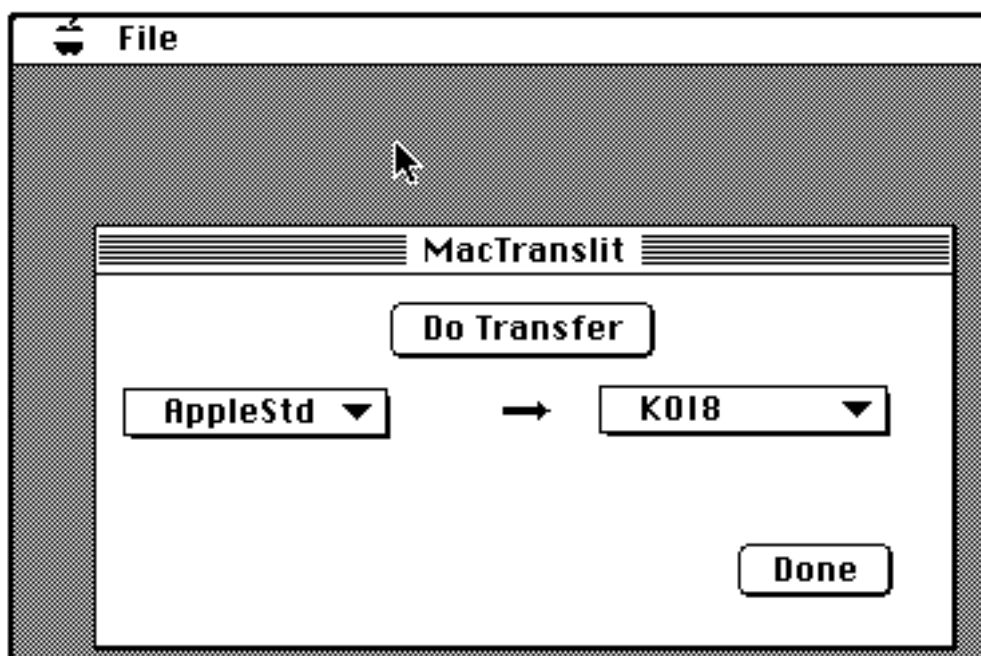 File
MacTranslit
Do Transfer
AppleStd
KOI8
Done